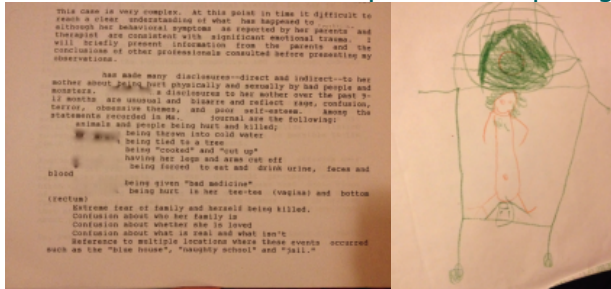 This case is very complex. At this point in time it difficult to
reach a clear understanding of what has happened to
although her behavioral symptoms as reported by her parents and
therapist are consistent with significant emotional trauma. I
will briefly present information from the parents and the
conclusions of other professionals consulted before presenting my
observations.
has made many disclosures--direct and indirect--to her
mother about being hurt physically and sexually by bad people and
monsters. disclosures to her mother over the past 9-
12 months are unusual and bizarre and reflect rage, confusion,
terror, obsessive themes, and poor self-esteem. Among the
statements recorded in Ms. journal are the following:
animals and people being hurt and killed;
being thrown into cold water
being tied to a tree
being "cooked" and "cut up"
having her legs and arms cut off
being forced to eat and drink urine, feces and
blood
being given "bad medicine"
being hurt in her tee-tee (vagina) and bottom
(rectum)
Extreme fear of family and herself being killed.
Confusion about who her family is
Confusion about whether she is loved
Confusion about what is real and what isn't
Reference to multiple locations where these events occurred
such as the "blue house", "naughty school" and "jail."